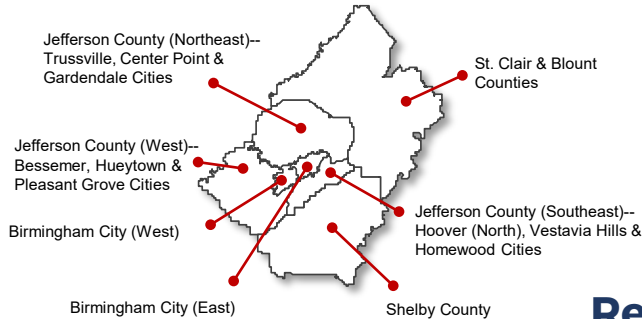 Jefferson County (Northeast)--
Trussville, Center Point &
Gardendale Cities
St. Clair & Blount
Counties
Jefferson County (West)--
Bessemer, Hueytown &
Pleasant Grove Cities
Birmingham City (West)
Jefferson County (Southeast)--
Hoover (North), Vestavia Hills &
Homewood Cities
Birmingham City (East)
Shelby County
Re